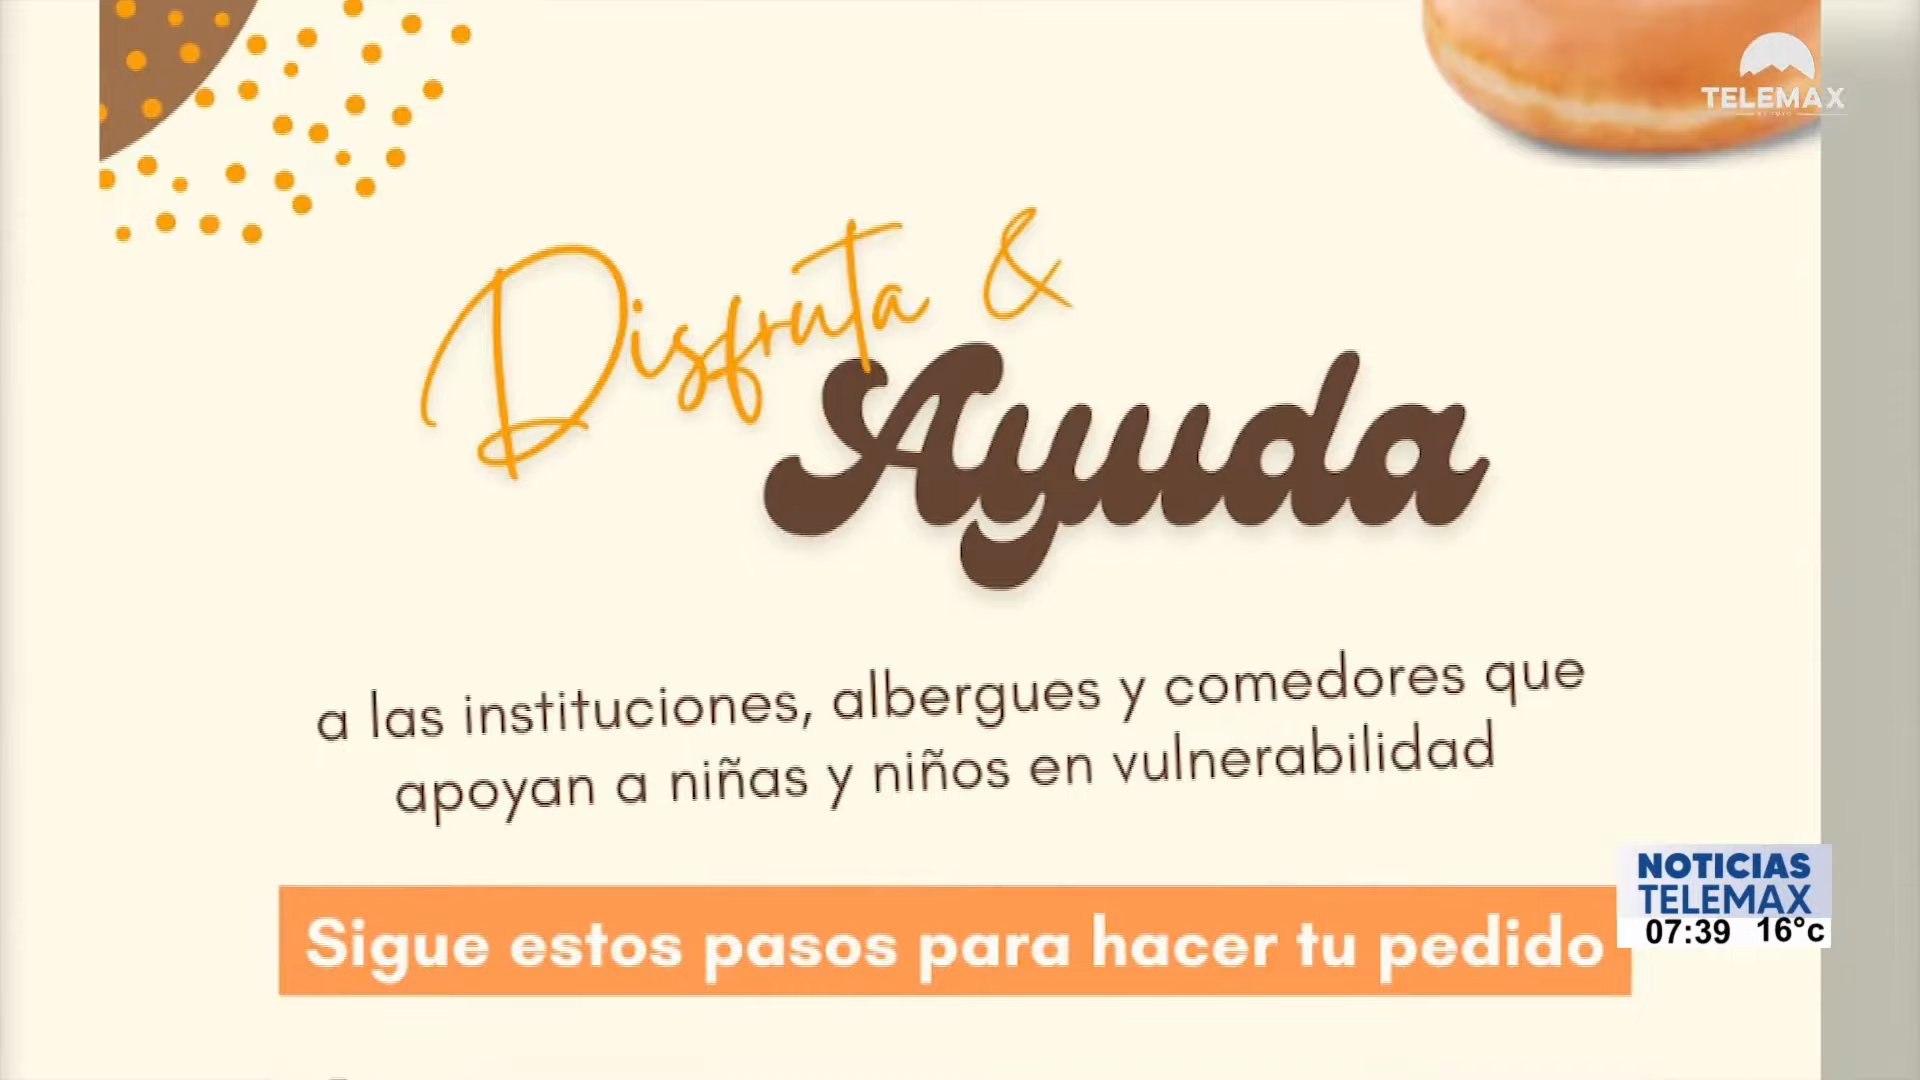 TELEMAX
Disfruta &
Ayuda
a las instituciones, albergues y comedores que
apoyan a niñas y niños en vulnerabilidad
Sigue estos pasos para hacer tu pedido
NOTICIAS
TELEMAX
07:39 16°c